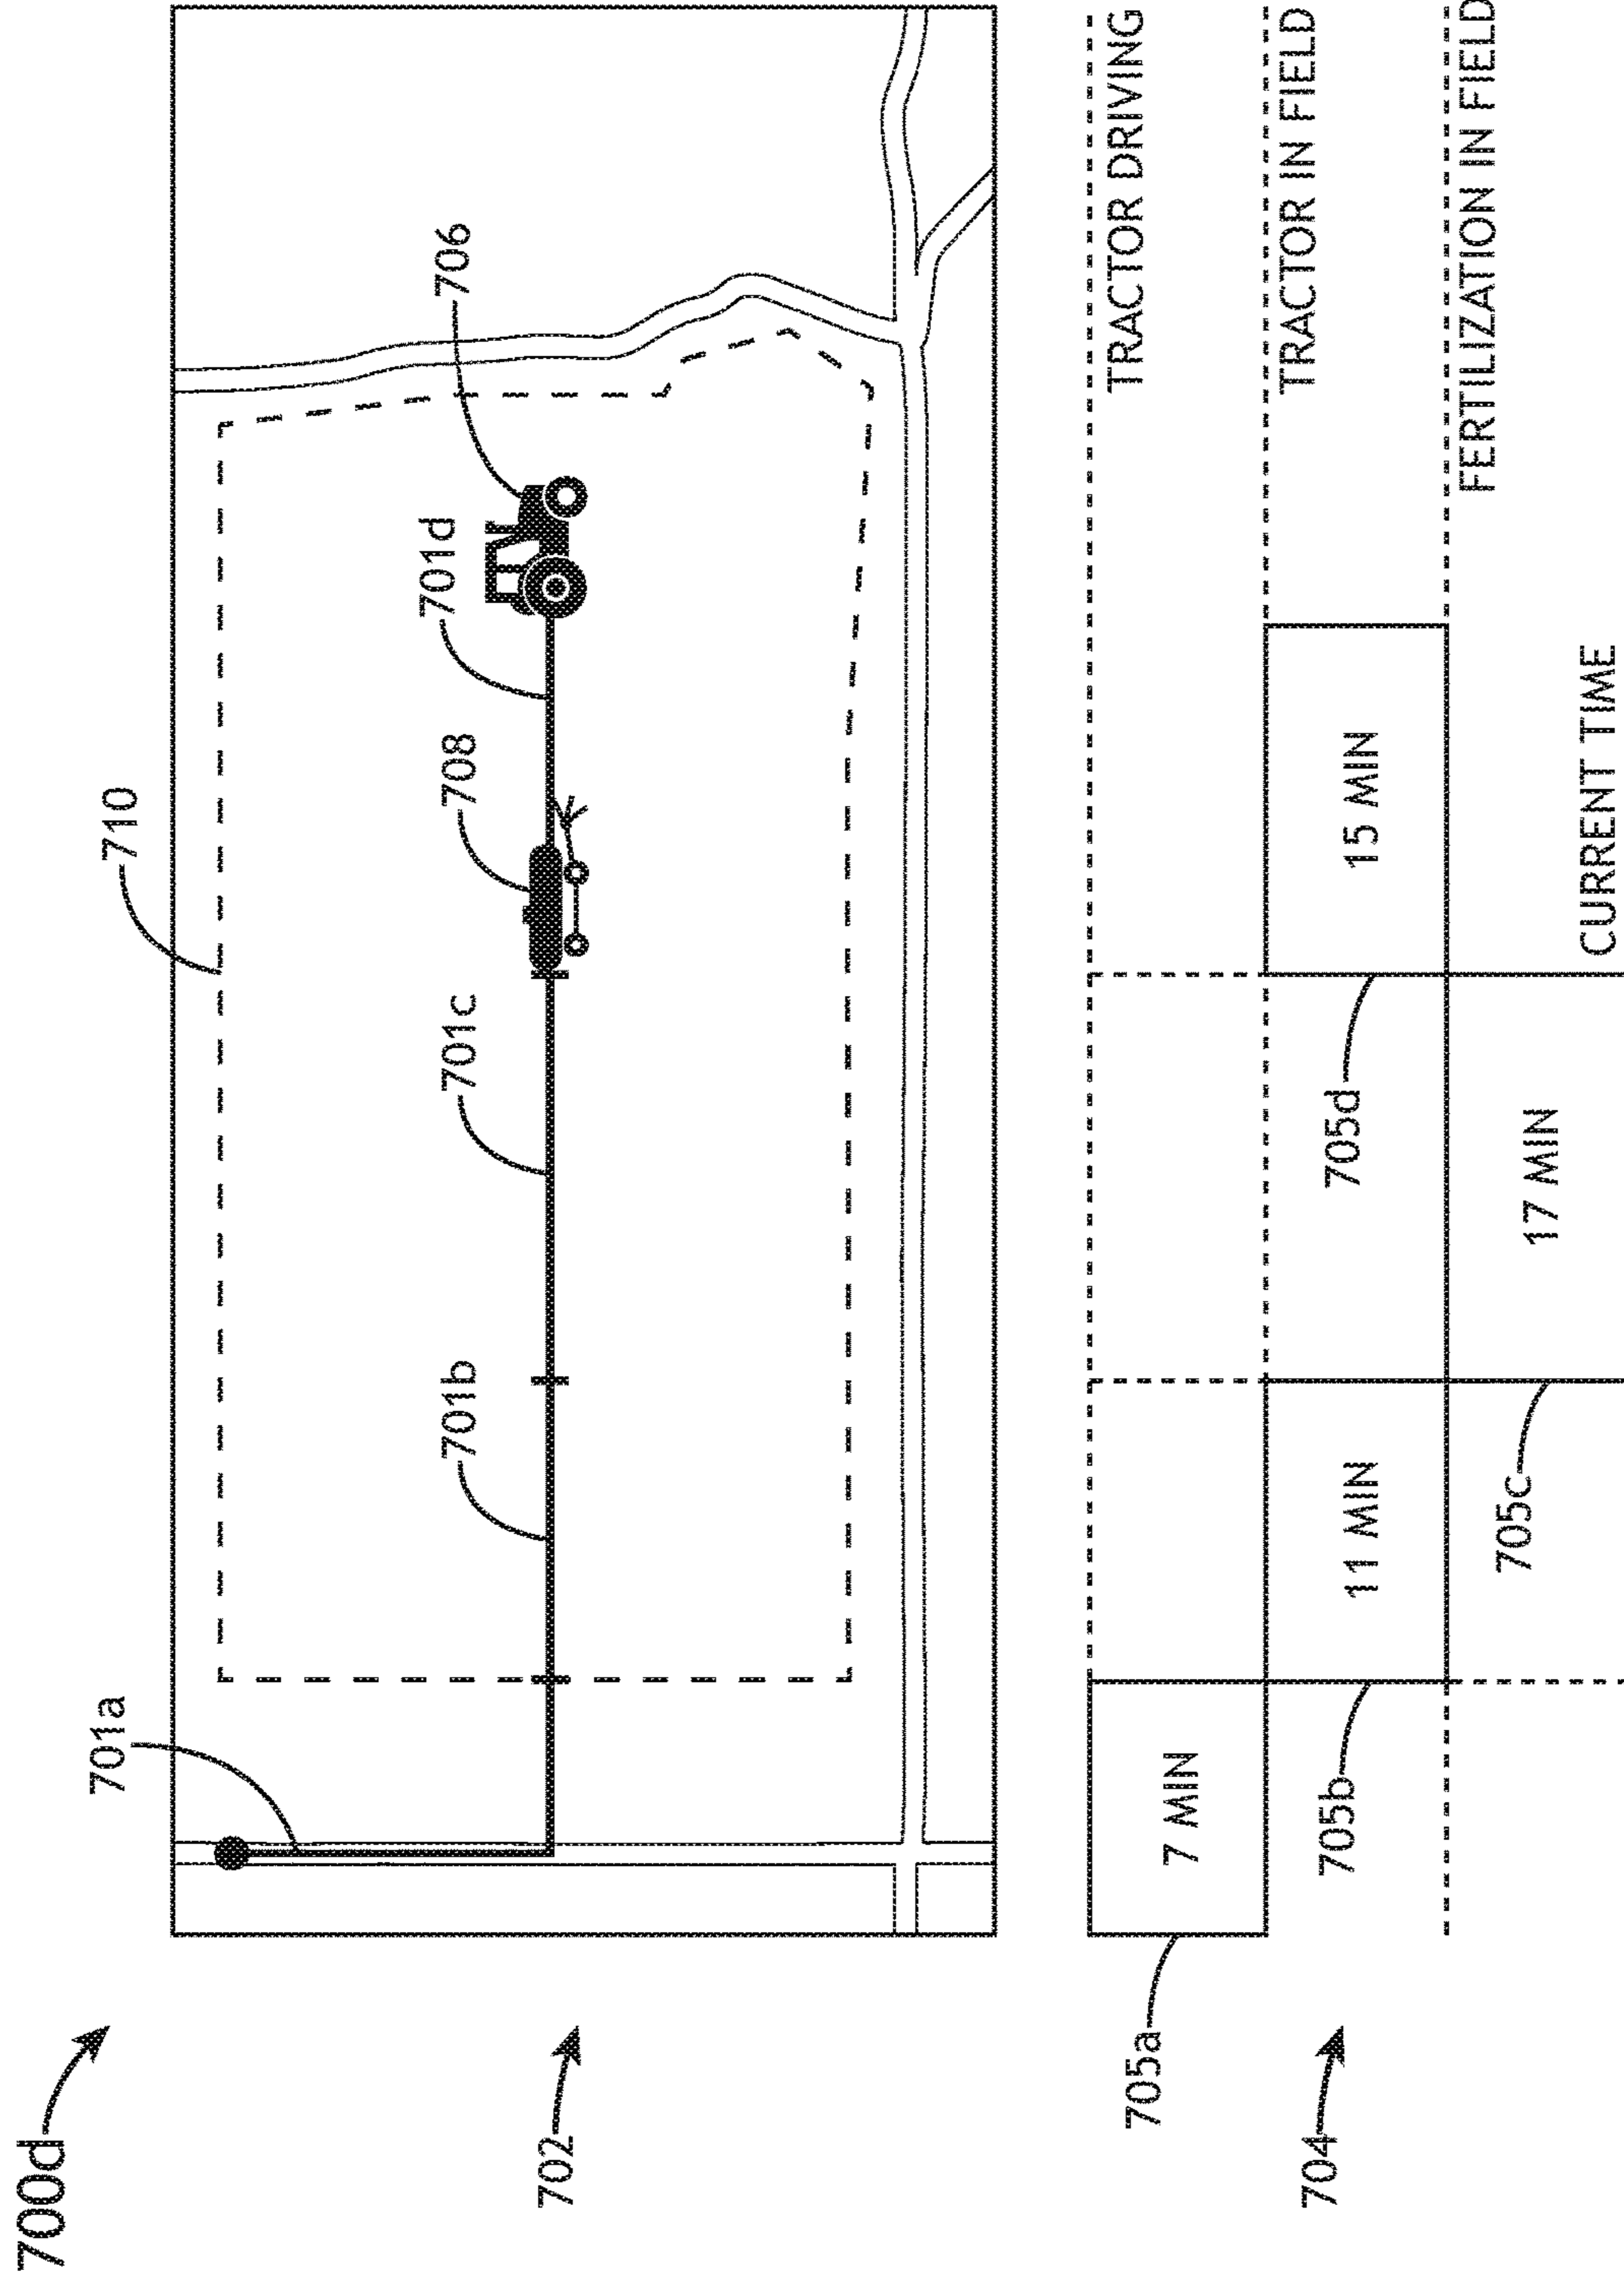 700d
702
710
701a
701b
701c
708
701d
706
704
705a
7 MIN
TRACTOR DRIVING
705b
11 MIN
705d
15 MIN
TRACTOR IN FIELD
705c
17 MIN
FERTILIZATION IN FIELD
CURRENT TIME